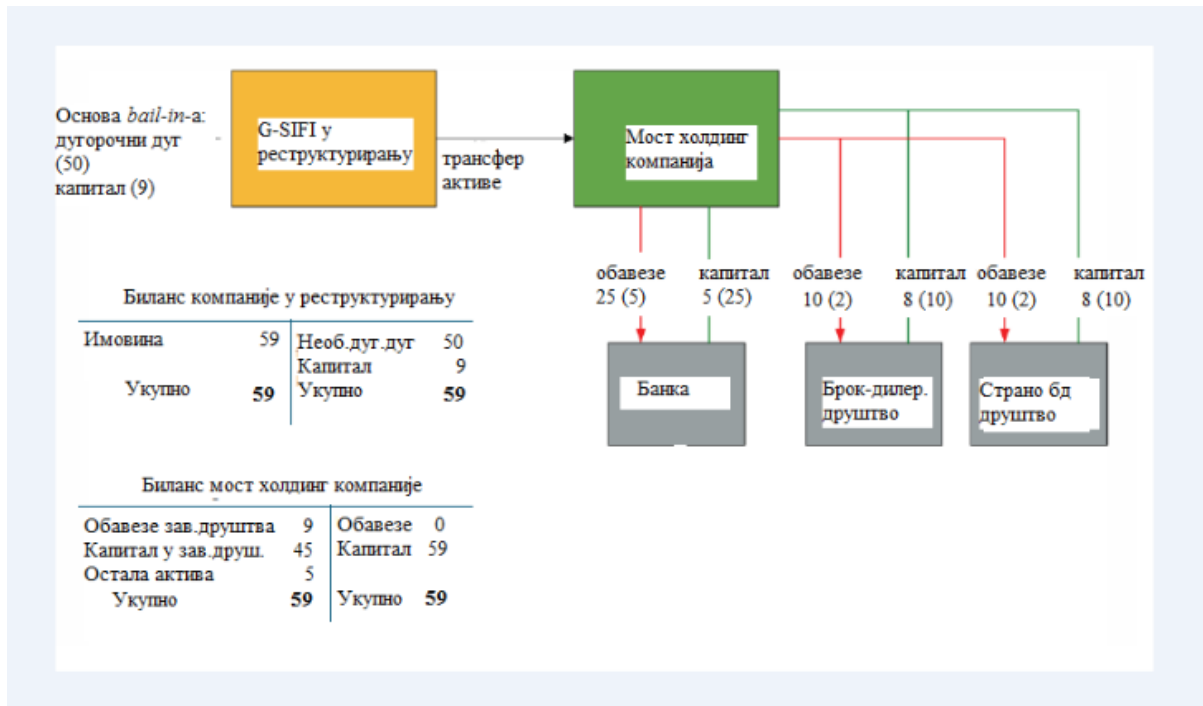 Основа bail-in-а:
дугорочни дуг
(50)
капитал (9)
G-SIFI у
реструктурирању
трансфер
активе
Мост холдинг
компанија
обавезе
25 (5)
капитал
5 (25)
обавезе
10 (2)
капитал
8 (10)
обавезе
10 (2)
капитал
8 (10)
Банка
Брок-дилер.
друштво
Страно бд
друштво
Биланс компаније у реструктурирању
Имовина 59 Необ.дуг.дуг 50
Капитал 9
Укупно 59 Укупно 59
Биланс мост холдинг компаније
Обавезе зав.друштва 9 Обавезе 0
Капитал у зав.друш. 45 Капитал 59
Остала актива 5
Укупно 59 Укупно 59